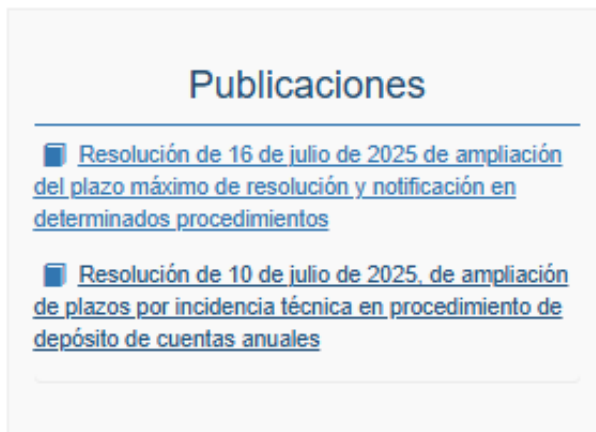 Publicaciones
Resolución de 16 de julio de 2025 de ampliación
del plazo máximo de resolución y notificación en
determinados procedimientos
Resolución de 10 de julio de 2025, de ampliación
de plazos por incidencia técnica en procedimiento de
depósito de cuentas anuales